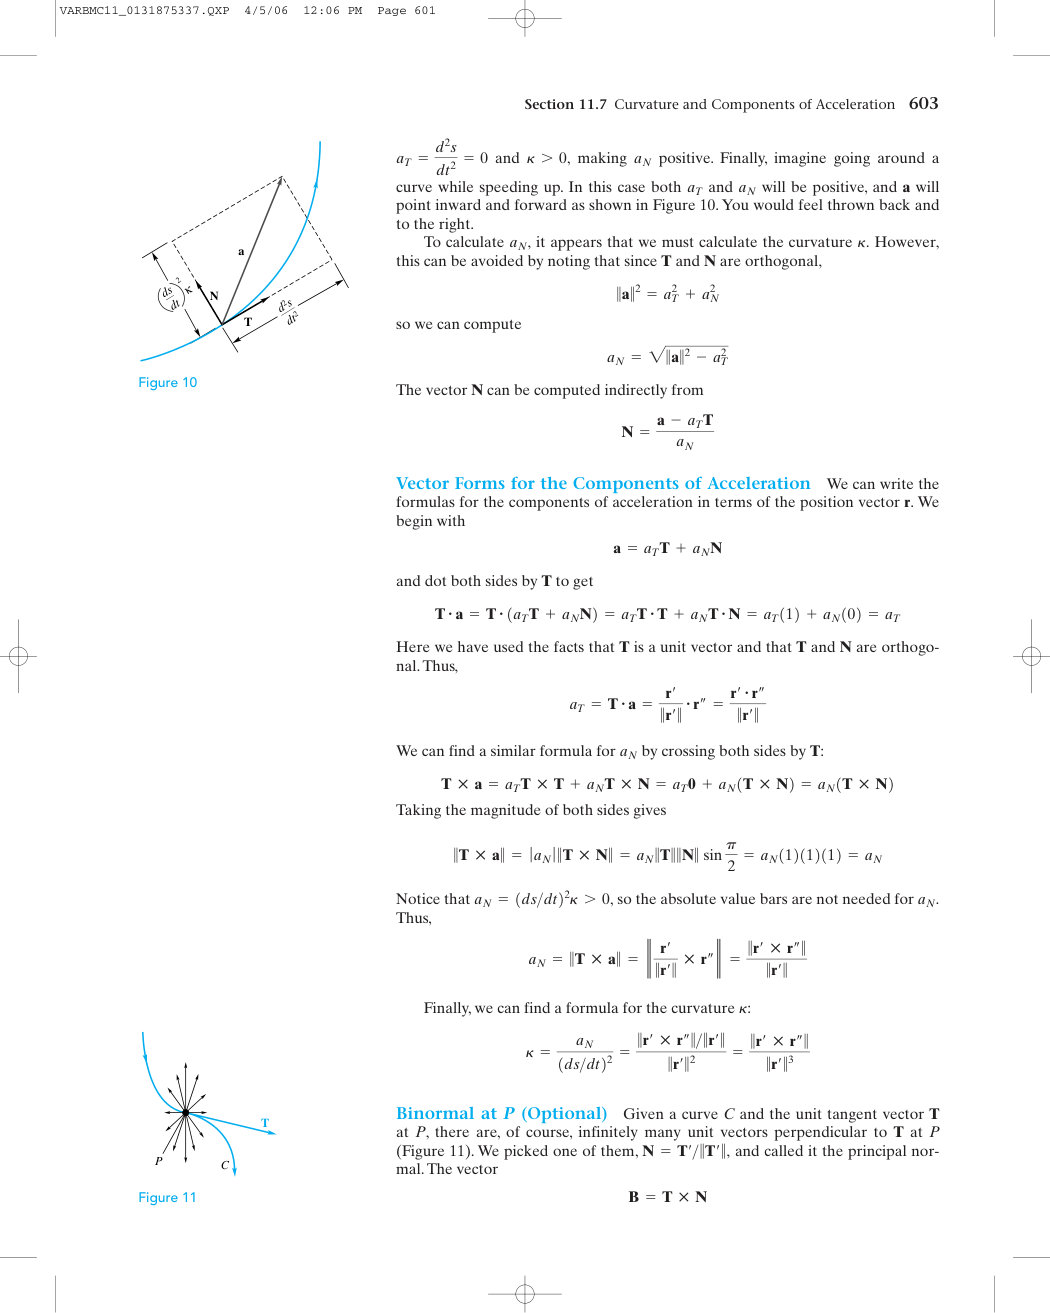 VARBMC11_0131875337.QXP 4/5/06 12:06 PM Page 601
Section 11.7 Curvature and Components of Acceleration 603
a_T = d²s/dt² = 0 and κ > 0, making a_N positive. Finally, imagine going around a
curve while speeding up. In this case both a_T and a_N will be positive, and a will
point inward and forward as shown in Figure 10. You would feel thrown back and
to the right.
To calculate a_N, it appears that we must calculate the curvature κ. However,
this can be avoided by noting that since T and N are orthogonal,
‖a‖² = a_T² + a_N²
so we can compute
a_N = √(‖a‖² − a_T²)
The vector N can be computed indirectly from
N = (a − a_T T)/a_N
a
(ds/dt)² κ
N
T
d²s/dt²
Figure 10
Vector Forms for the Components of Acceleration We can write the
formulas for the components of acceleration in terms of the position vector r. We
begin with
a = a_T T + a_N N
and dot both sides by T to get
T · a = T · (a_T T + a_N N) = a_T T · T + a_N T · N = a_T(1) + a_N(0) = a_T
Here we have used the facts that T is a unit vector and that T and N are orthogo-
nal. Thus,
a_T = T · a = r′/‖r′‖ · r″ = (r′ · r″)/‖r′‖
We can find a similar formula for a_N by crossing both sides by T:
T × a = a_T T × T + a_N T × N = a_T 0 + a_N(T × N) = a_N(T × N)
Taking the magnitude of both sides gives
‖T × a‖ = |a_N|‖T × N‖ = a_N‖T‖‖N‖ sin π/2 = a_N(1)(1)(1) = a_N
Notice that a_N = (ds/dt)²κ > 0, so the absolute value bars are not needed for a_N.
Thus,
a_N = ‖T × a‖ = ‖r′/‖r′‖ × r″‖ = ‖r′ × r″‖/‖r′‖
Finally, we can find a formula for the curvature κ:
κ = a_N/(ds/dt)² = (‖r′ × r″‖/‖r′‖)/‖r′‖² = ‖r′ × r″‖/‖r′‖³
Binormal at P (Optional) Given a curve C and the unit tangent vector T
at P, there are, of course, infinitely many unit vectors perpendicular to T at P
(Figure 11). We picked one of them, N = T′/‖T′‖, and called it the principal nor-
mal. The vector
B = T × N
T
P
C
Figure 11